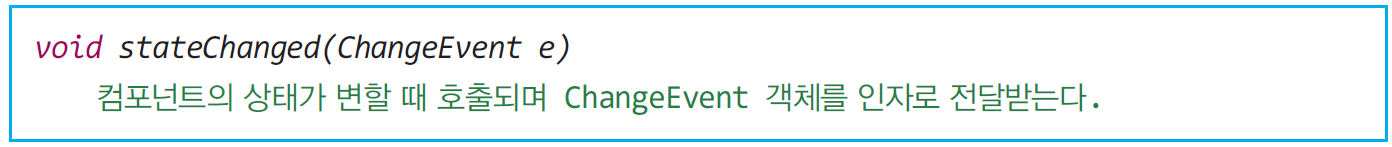 void stateChanged(ChangeEvent e)
컴포넌트의 상태가 변할 때 호출되며 ChangeEvent 객체를 인자로 전달받는다.